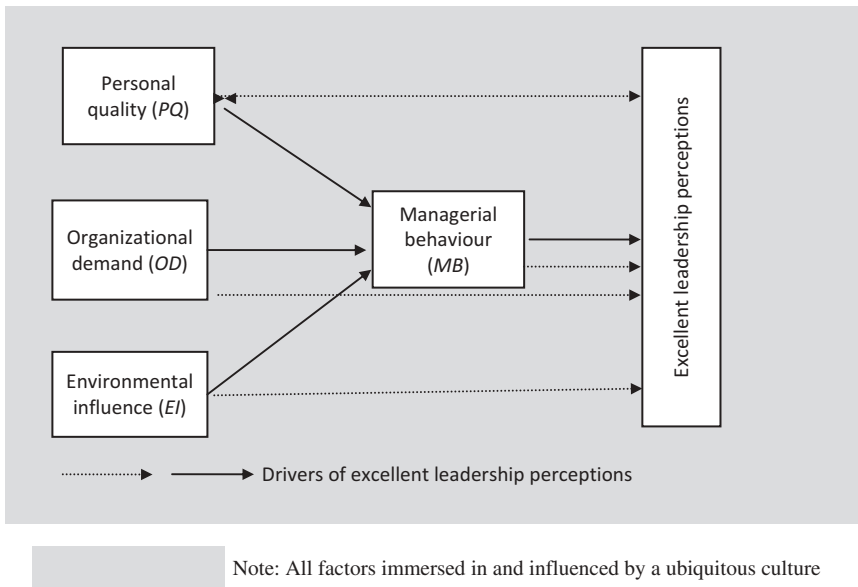 Personal
quality (PQ)
Organizational
demand (OD)
Environmental
influence (EI)
Managerial
behaviour
(MB)
Excellent leadership perceptions
Drivers of excellent leadership perceptions
Note: All factors immersed in and influenced by a ubiquitous culture